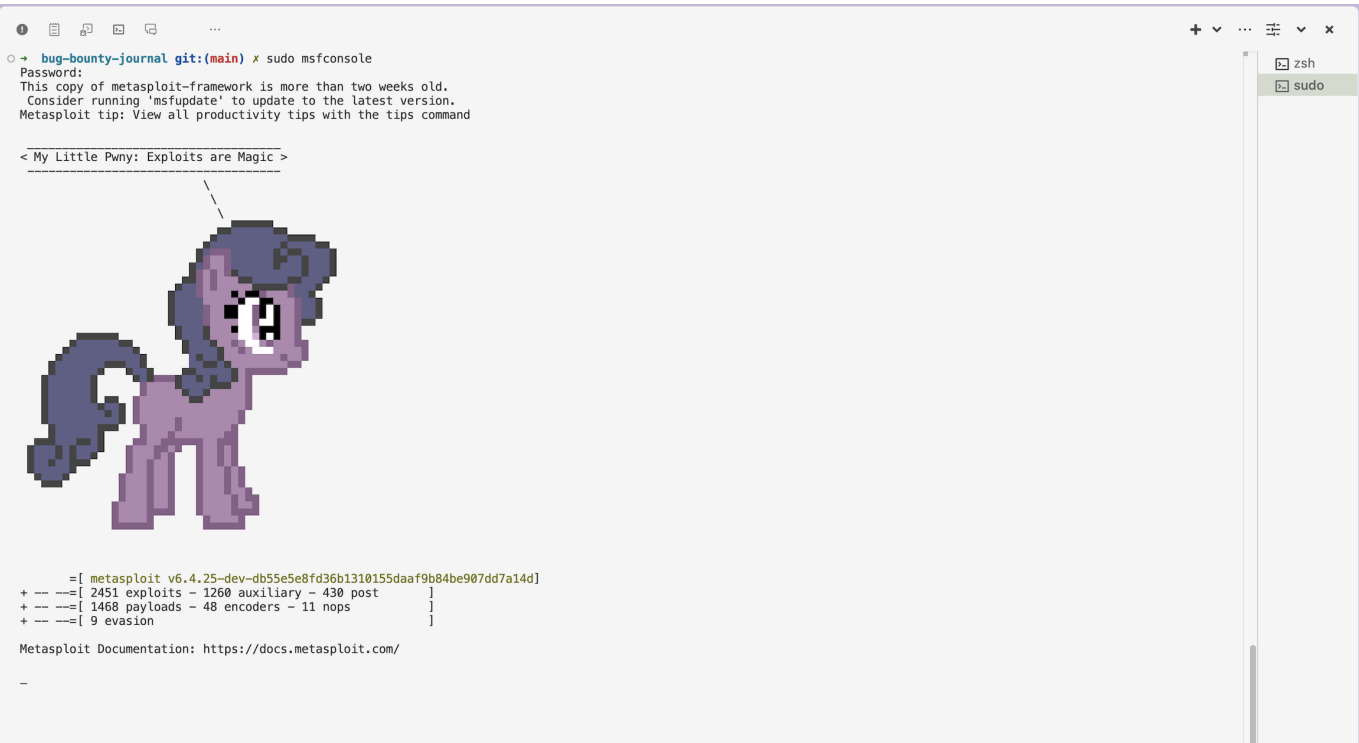 ➜ bug-bounty-journal git:(main) ✗ sudo msfconsole
Password:
This copy of metasploit-framework is more than two weeks old.
 Consider running 'msfupdate' to update to the latest version.
Metasploit tip: View all productivity tips with the tips command
< My Little Pwny: Exploits are Magic >
=[ metasploit v6.4.25-dev-db55e5e8fd36b1310155daaf9b84be907dd7a14d]
+ -- --=[ 2451 exploits - 1260 auxiliary - 430 post ]
+ -- --=[ 1468 payloads - 48 encoders - 11 nops ]
+ -- --=[ 9 evasion ]
Metasploit Documentation: https://docs.metasploit.com/
zsh
sudo